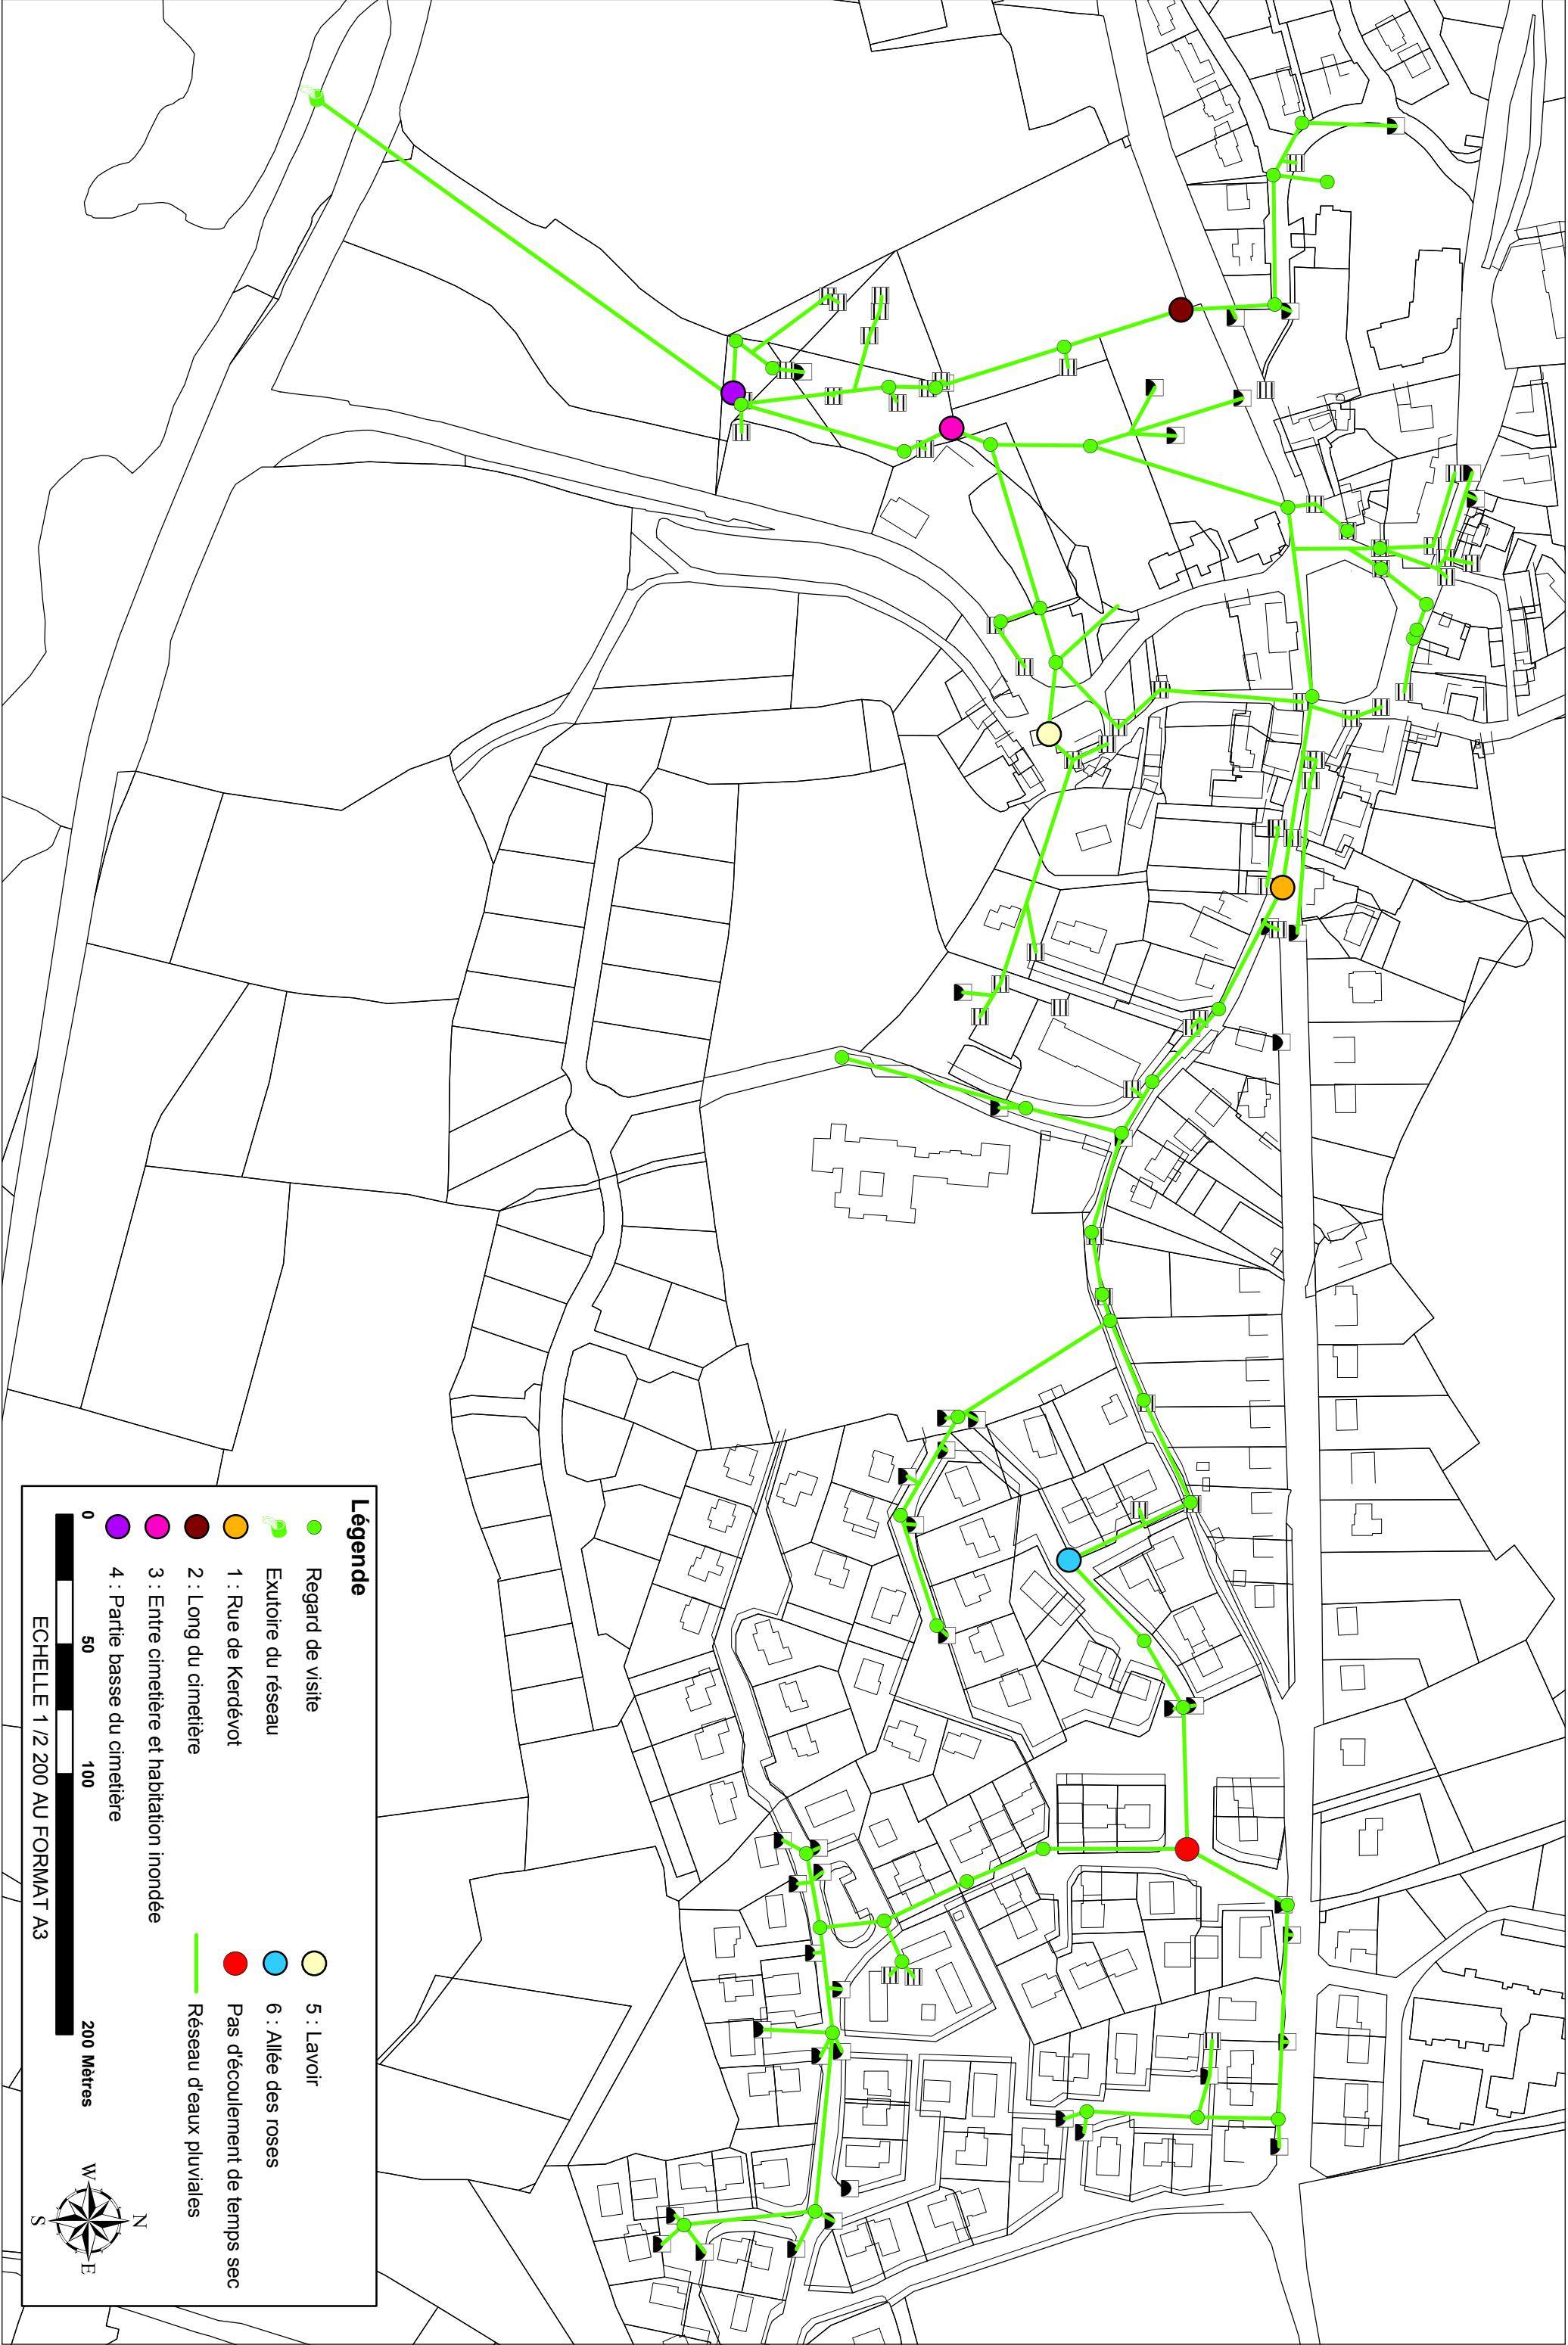 Légende
Regard de visite
Exutoire du réseau
1 : Rue de Kerdévot
2 : Long du cimetière
3 : Entre cimetière et habitation inondée
4 : Partie basse du cimetière
5 : Lavoir
6 : Allée des roses
Pas d'écoulement de temps sec
Réseau d'eaux pluviales
0 50 100 200 Mètres
ECHELLE 1 /2 200 AU FORMAT A3
N
W E
S